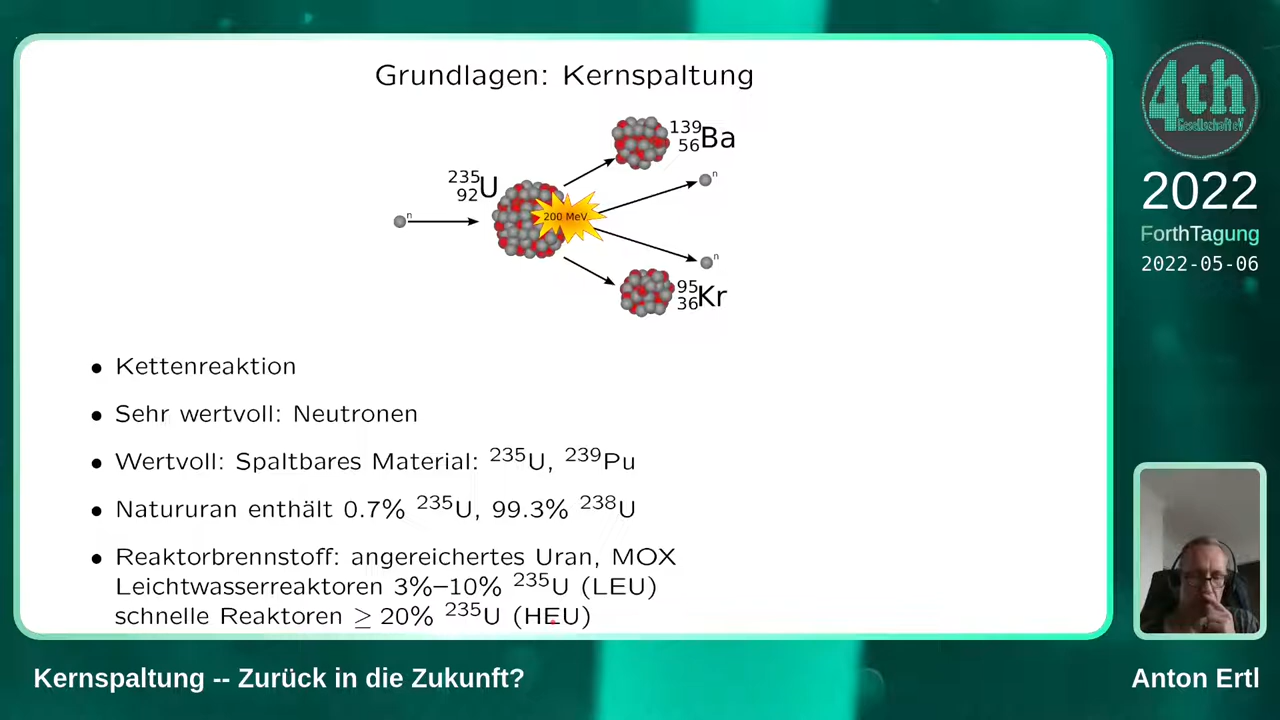 Grundlagen: Kernspaltung
139
56Ba
n
235
92U
n
200 MeV
n
95
36Kr
• Kettenreaktion
• Sehr wertvoll: Neutronen
• Wertvoll: Spaltbares Material: ²³⁵U, ²³⁹Pu
• Natururan enthält 0.7% ²³⁵U, 99.3% ²³⁸U
• Reaktorbrennstoff: angereichertes Uran, MOX
Leichtwasserreaktoren 3%–10% ²³⁵U (LEU)
schnelle Reaktoren ≥ 20% ²³⁵U (HEU)
4th
Gesellschaft eV
2022
ForthTagung
2022-05-06
Kernspaltung -- Zurück in die Zukunft?
Anton Ertl